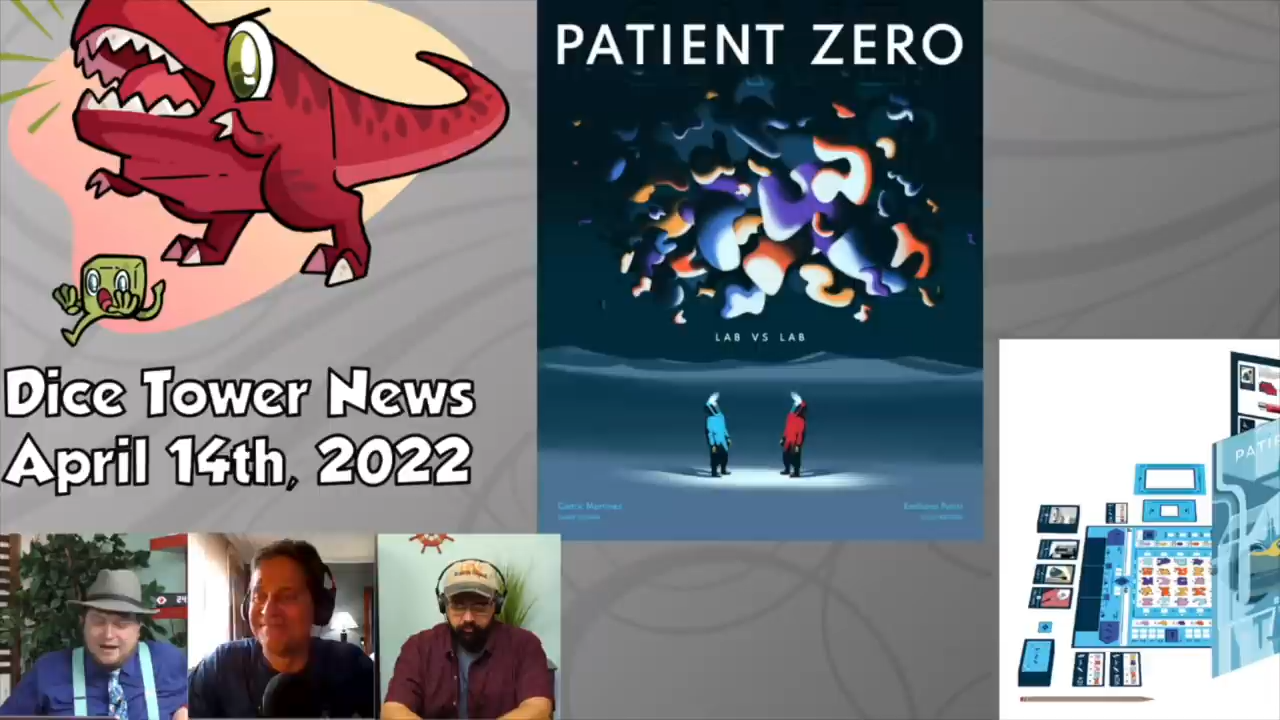 PATIENT ZERO
LAB VS LAB
Dice Tower News
April 14th, 2022